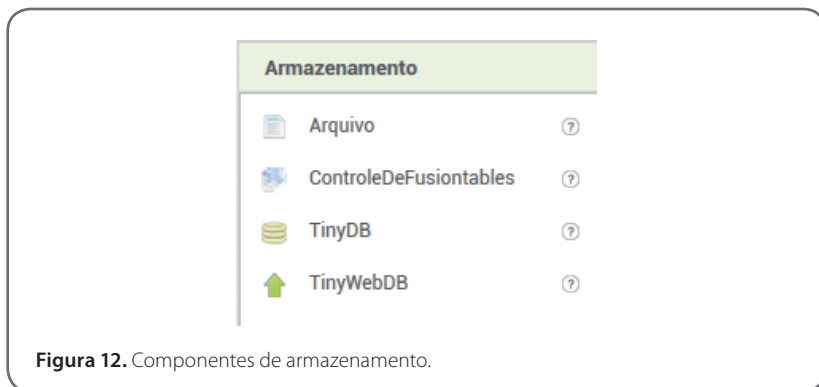 Armazenamento
Arquivo
ControleDeFusiontables
TinyDB
TinyWebDB
Figura 12. Componentes de armazenamento.